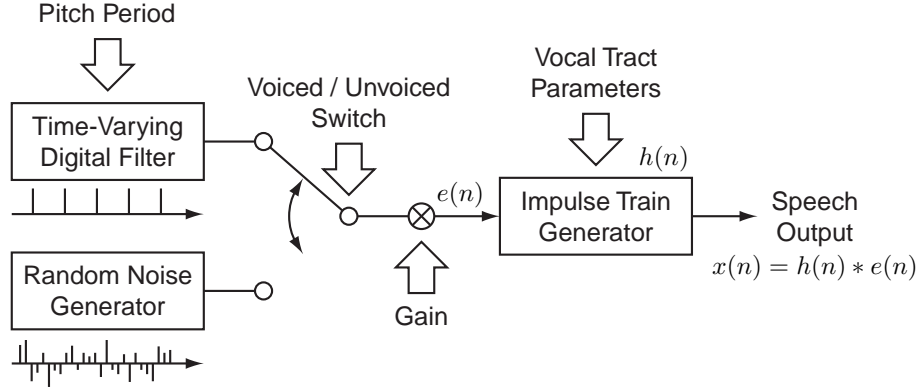 Pitch Period
Time-Varying
Digital Filter
Voiced / Unvoiced
Switch
Vocal Tract
Parameters
h(n)
e(n)
Impulse Train
Generator
Speech
Output
x(n) = h(n) ∗ e(n)
Random Noise
Generator
Gain